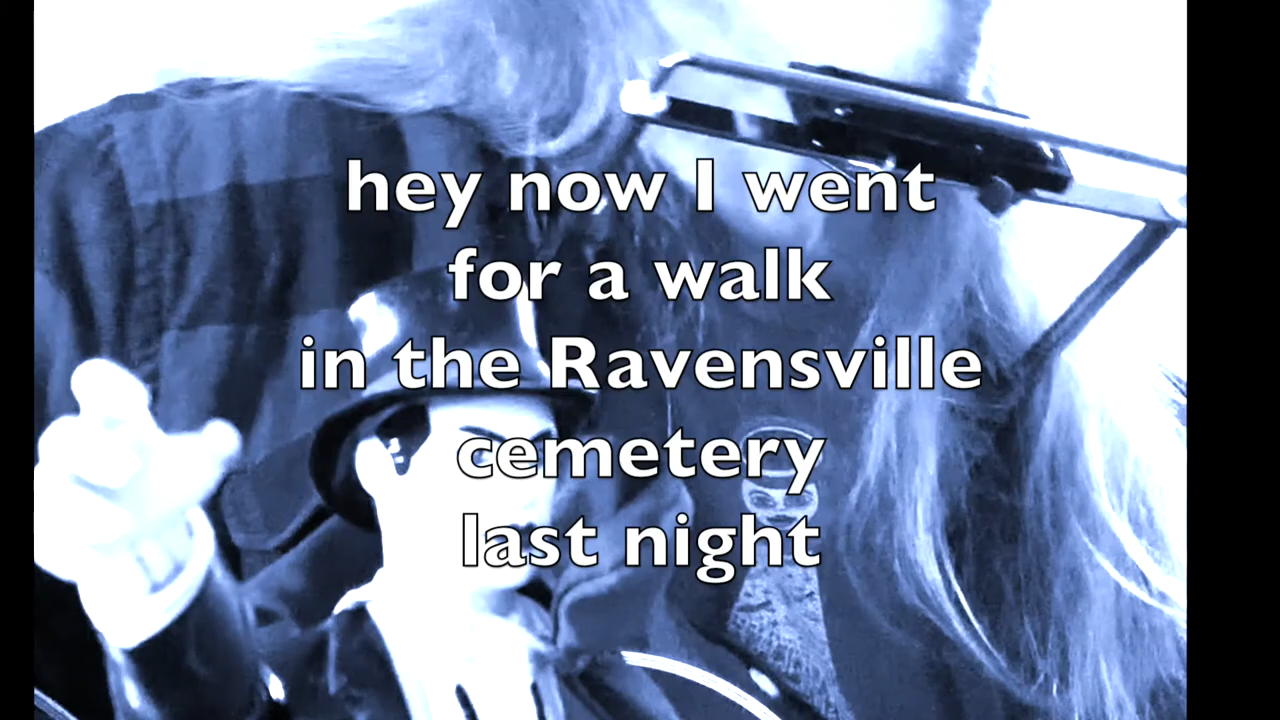 hey now I went
for a walk
in the Ravensville
cemetery
last night